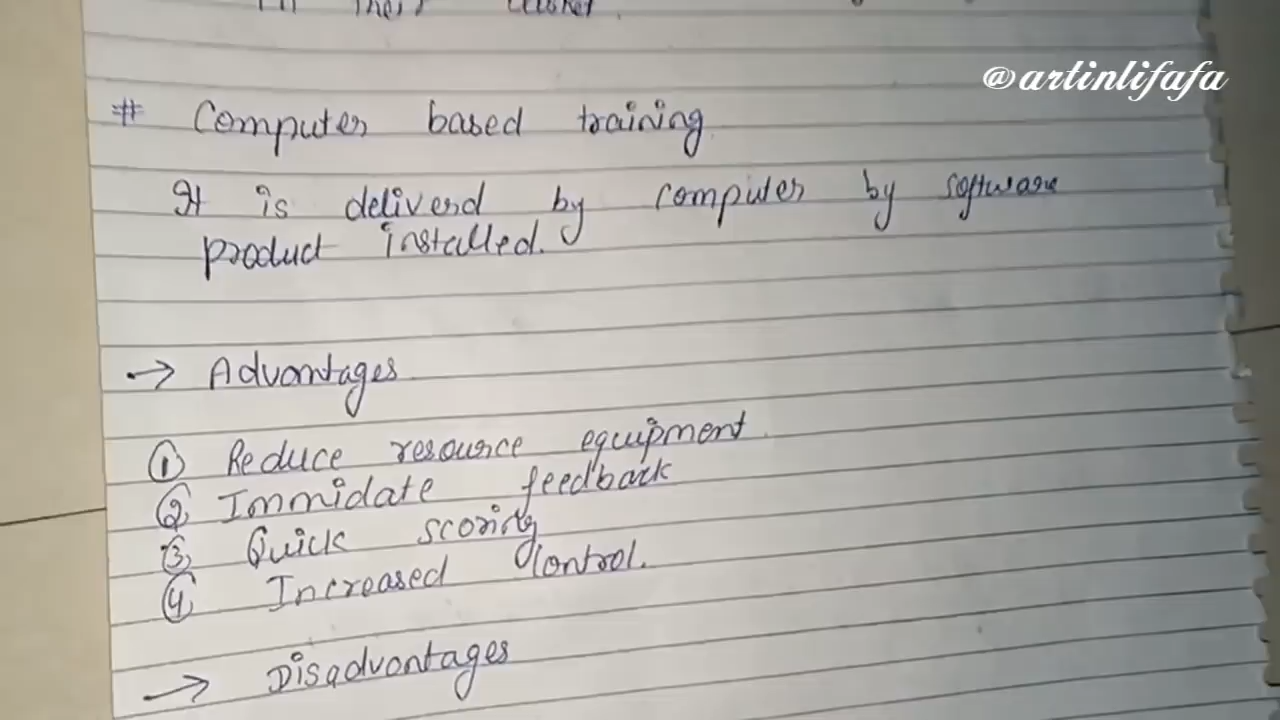 @artinlifafa
# Computer based training.
It is deliverd by computer by software
product installed.
→ Advantages
① Reduce resource equipment.
② Immidate feedback
③ Quick scoring
④ Increased control.
→ Disadvantages